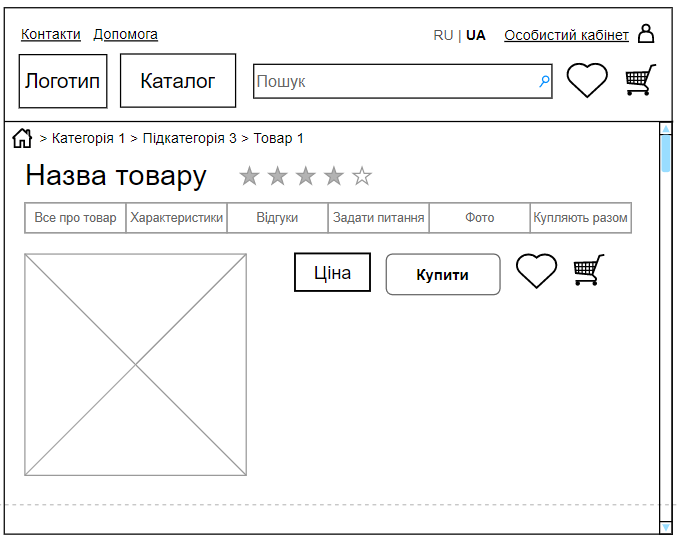 Контакти Допомога RU | UA Особистий кабінет
Логотип Каталог Пошук
> Категорія 1 > Підкатегорія 3 > Товар 1
Назва товару
Все про товар Характеристики Відгуки Задати питання Фото Купляють разом
Ціна Купити